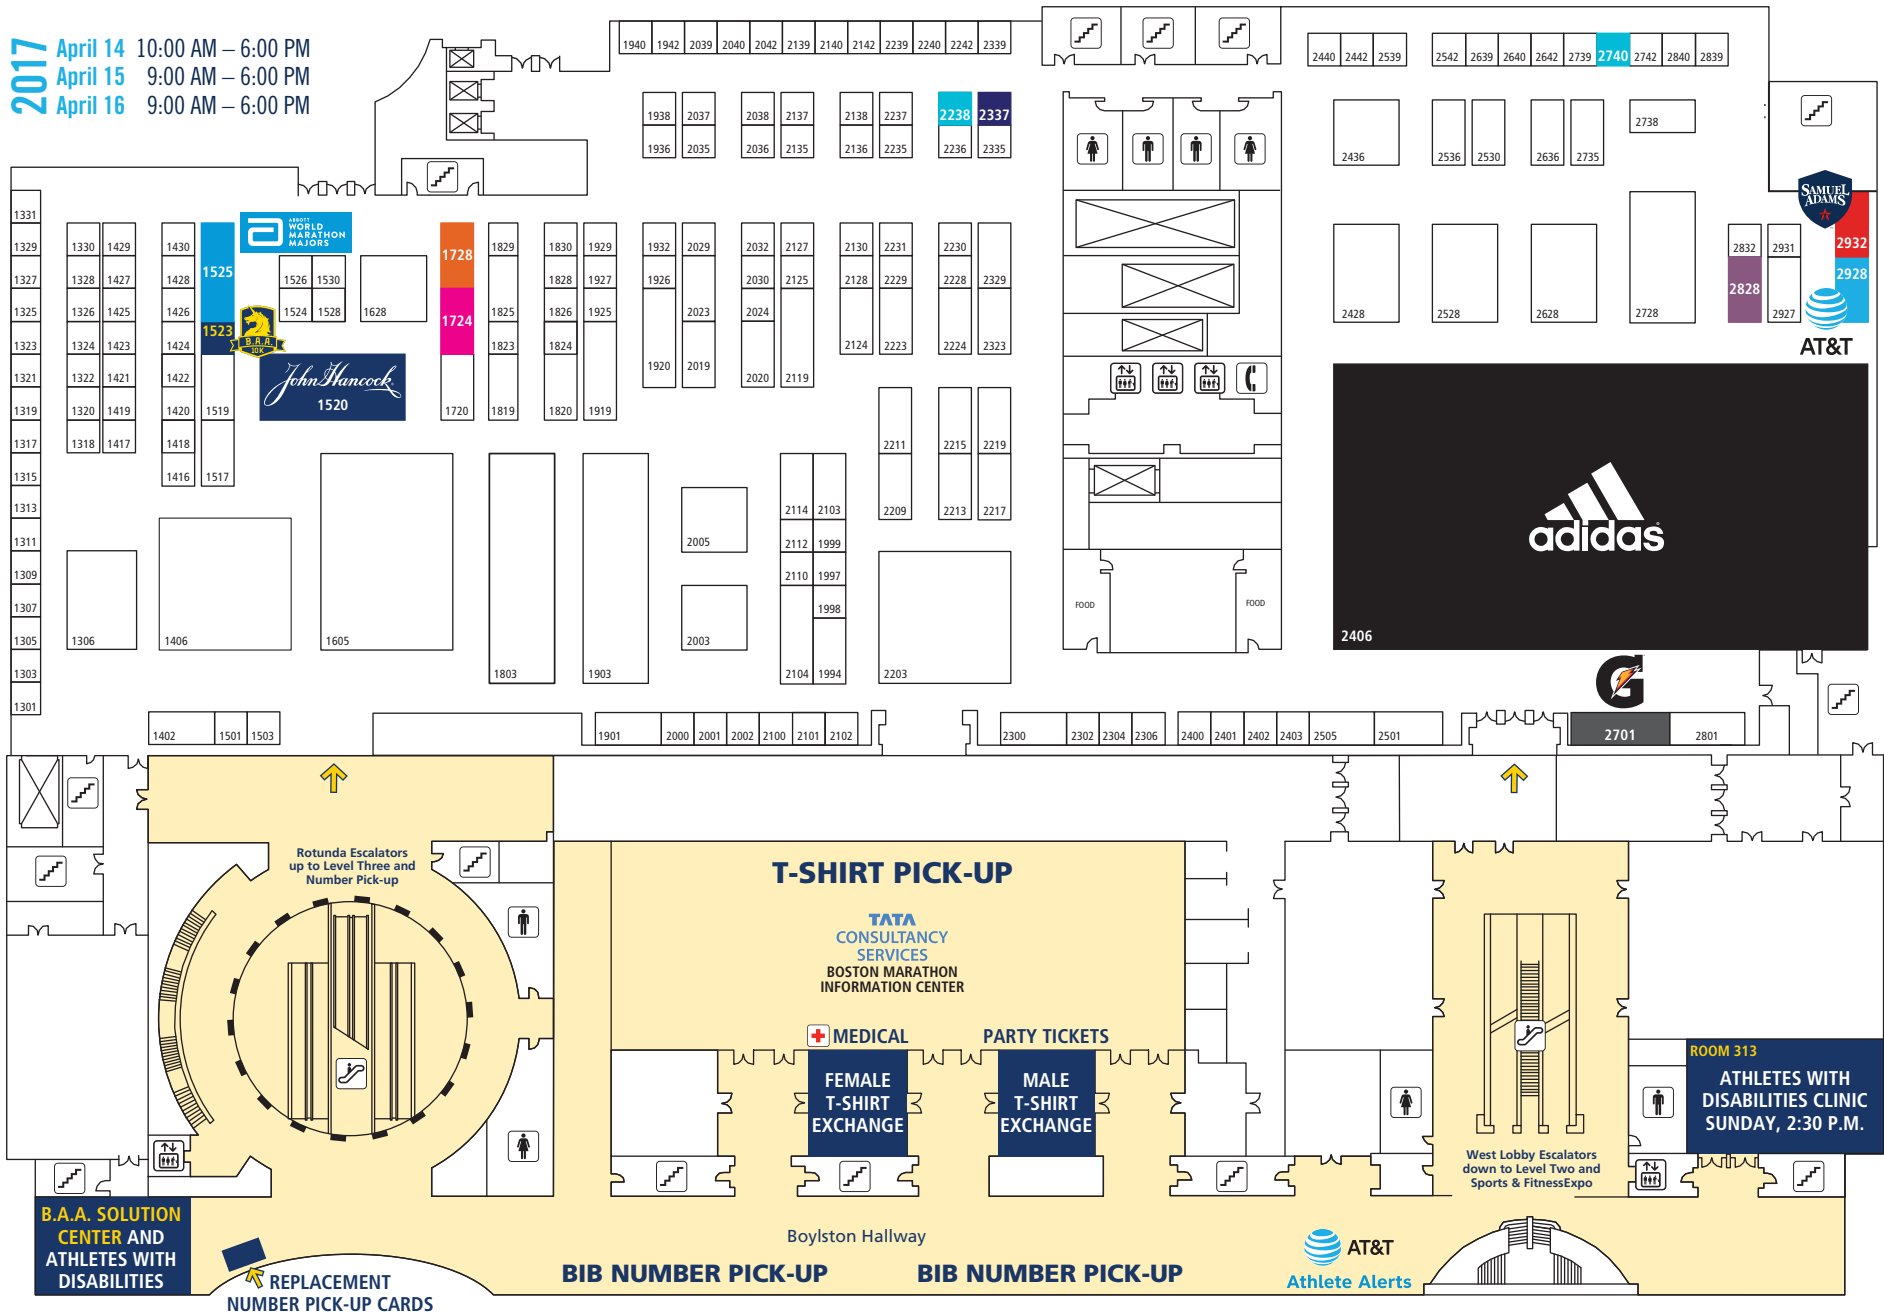 2017
April 14 10:00 AM – 6:00 PM
April 15 9:00 AM – 6:00 PM
April 16 9:00 AM – 6:00 PM
1940 1942 2039 2040 2042 2139 2140 2142 2239 2240 2242 2339
2440 2442 2539 2542 2639 2640 2642 2739 2740 2742 2840 2839
1938 2037 2038 2137 2138 2237 2238 2337
1936 2035 2036 2135 2136 2235 2236 2335
2738
2436 2536 2530 2636 2735
SAMUEL
ADAMS
1331
ABBOTT
WORLD
MARATHON
MAJORS
1329 1330 1429 1430 1728 1829 1830 1929 1932 2029 2032 2127 2130 2231 2230 2832 2931 2932
1327 1328 1427 1428 1525 1526 1530 1828 1927 1926 2030 2125 2128 2229 2228 2329 2828 2928
1325 1326 1425 1426 1524 1528 1628 1724 1825 1826 1925 2023 2024 2428 2528 2628 2728 2927
1323 1324 1423 1424 1523 1823 1824 2124 2223 2224 2323
B.A.A.
10K
AT&T
1321 1322 1421 1422 1920 2019 2020 2119
John Hancock
1520
1319 1320 1419 1420 1519 1720 1819 1820 1919
1317 1318 1417 1418 2211 2215 2219
1315 1416 1517
1313 2114 2103 2209 2213 2217
1311 2005 2112 1999
adidas
1309 2110 1997
1307 1998 FOOD FOOD
1305 1306 1406 1605 2003 2406
1303 1803 1903 2104 1994 2203
G
1301
1402 1501 1503 1901 2000 2001 2002 2100 2101 2102 2300 2302 2304 2306 2400 2401 2402 2403 2505 2501 2701 2801
Rotunda Escalators
up to Level Three and
Number Pick-up
T-SHIRT PICK-UP
TATA
CONSULTANCY
SERVICES
BOSTON MARATHON
INFORMATION CENTER
MEDICAL PARTY TICKETS
FEMALE
T-SHIRT
EXCHANGE
MALE
T-SHIRT
EXCHANGE
ROOM 313
ATHLETES WITH
DISABILITIES CLINIC
SUNDAY, 2:30 P.M.
West Lobby Escalators
down to Level Two and
Sports & FitnessExpo
B.A.A. SOLUTION
CENTER AND
ATHLETES WITH
DISABILITIES
REPLACEMENT
NUMBER PICK-UP CARDS
Boylston Hallway
BIB NUMBER PICK-UP BIB NUMBER PICK-UP
AT&T
Athlete Alerts